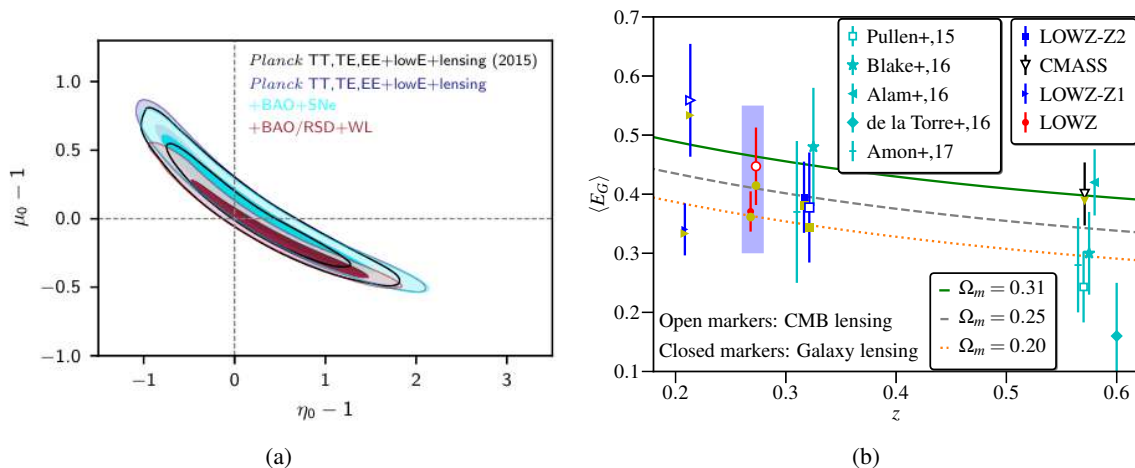 Planck TT,TE,EE+lowE+lensing (2015)
Planck TT,TE,EE+lowE+lensing
+BAO+SNe
+BAO/RSD+WL
1.0
0.5
0.0
−0.5
−1.0
μ₀ − 1
−1 0 1 2 3
η₀ − 1
(a)
0.7
0.6
0.5
0.4
0.3
0.2
0.1
⟨E_G⟩
Pullen+,15
Blake+,16
Alam+,16
de la Torre+,16
Amon+,17
LOWZ-Z2
CMASS
LOWZ-Z1
LOWZ
Open markers: CMB lensing
Closed markers: Galaxy lensing
Ω_m = 0.31
Ω_m = 0.25
Ω_m = 0.20
0.2 0.3 0.4 0.5 0.6
z
(b)